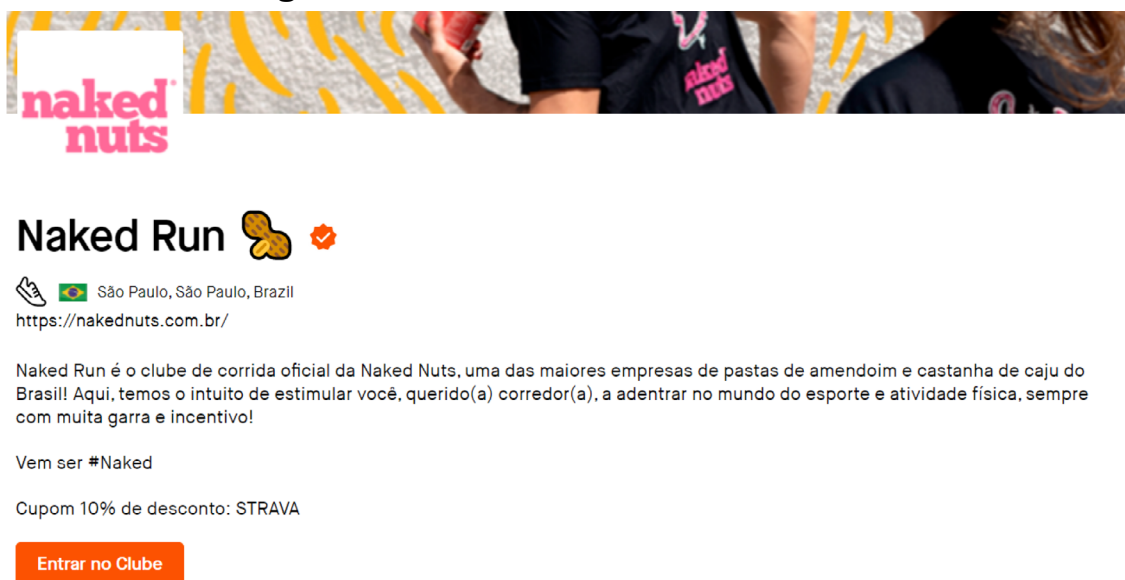 naked
nuts
naked
nuts
Naked Run
São Paulo, São Paulo, Brazil
https://nakednuts.com.br/
Naked Run é o clube de corrida oficial da Naked Nuts, uma das maiores empresas de pastas de amendoim e castanha de caju do
Brasil! Aqui, temos o intuito de estimular você, querido(a) corredor(a), a adentrar no mundo do esporte e atividade física, sempre
com muita garra e incentivo!
Vem ser #Naked
Cupom 10% de desconto: STRAVA
Entrar no Clube